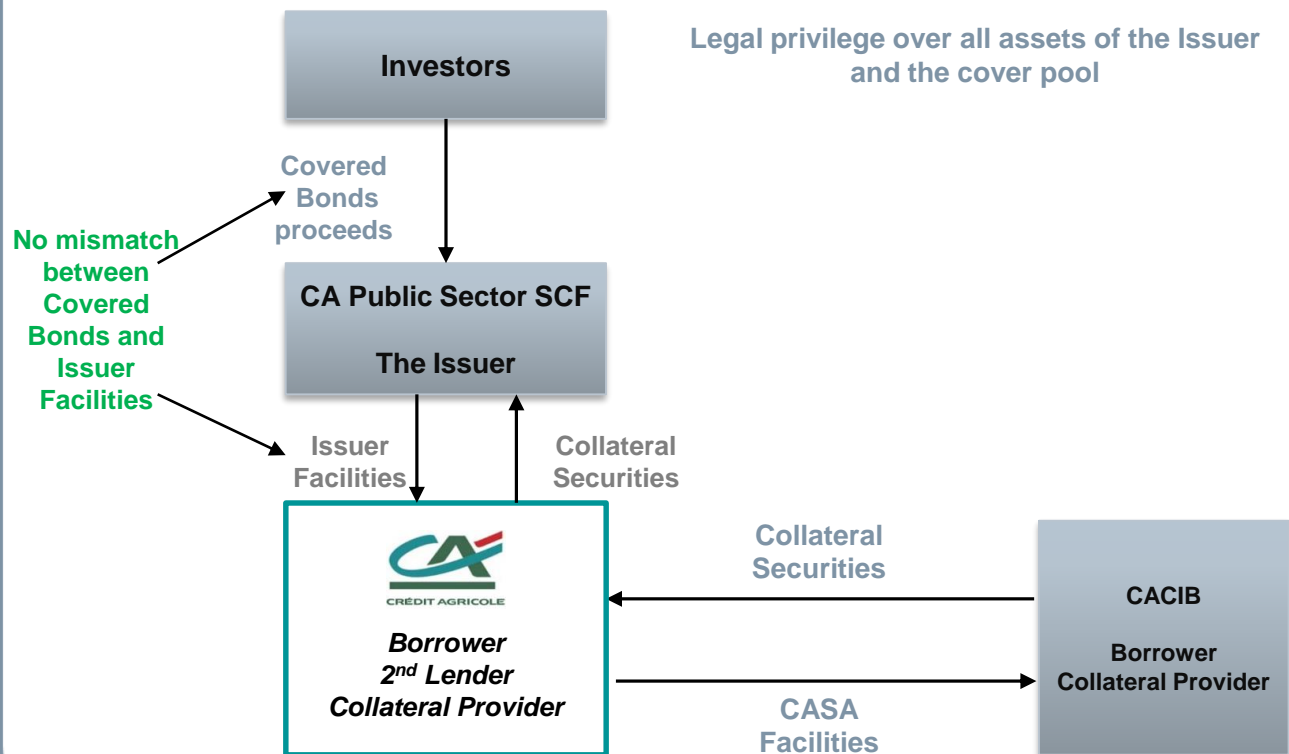 Investors
Legal privilege over all assets of the Issuer
and the cover pool
Covered
Bonds
proceeds
No mismatch
between
Covered
Bonds and
Issuer
Facilities
CA Public Sector SCF
The Issuer
Issuer
Facilities
Collateral
Securities
CRÉDIT AGRICOLE
Borrower
2nd Lender
Collateral Provider
Collateral
Securities
CASA
Facilities
CACIB
Borrower
Collateral Provider